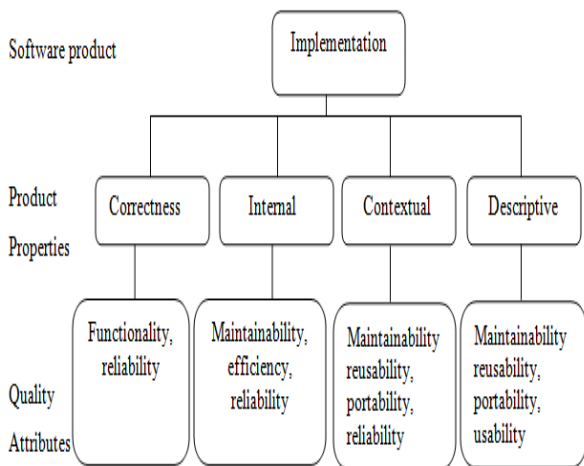 Software product
Implementation
Product
Properties
Correctness
Internal
Contextual
Descriptive
Quality
Attributes
Functionality,
reliability
Maintainability,
efficiency,
reliability
Maintainability
reusability,
portability,
reliability
Maintainability
reusability,
portability,
usability